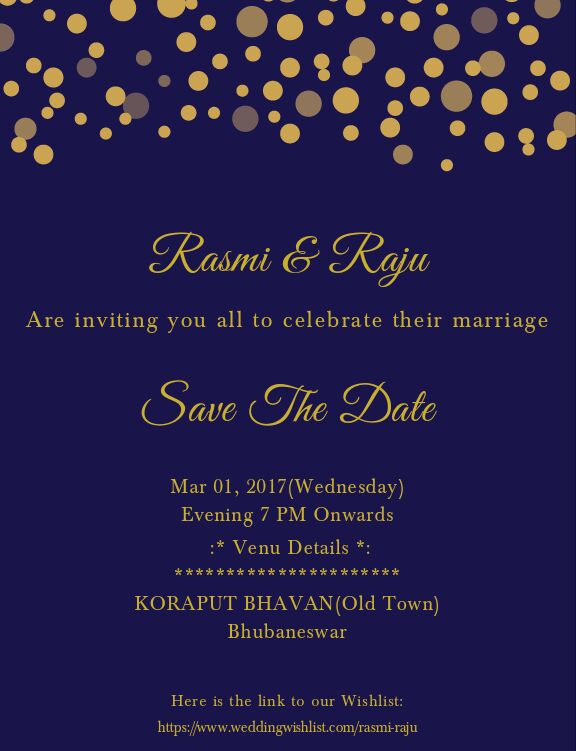 Rasmi & Raju
Are inviting you all to celebrate their marriage
Save The Date
Mar 01, 2017(Wednesday)
Evening 7 PM Onwards
:* Venu Details *:
**********************
KORAPUT BHAVAN(Old Town)
Bhubaneswar
Here is the link to our Wishlist:
https://www.weddingwishlist.com/rasmi-raju